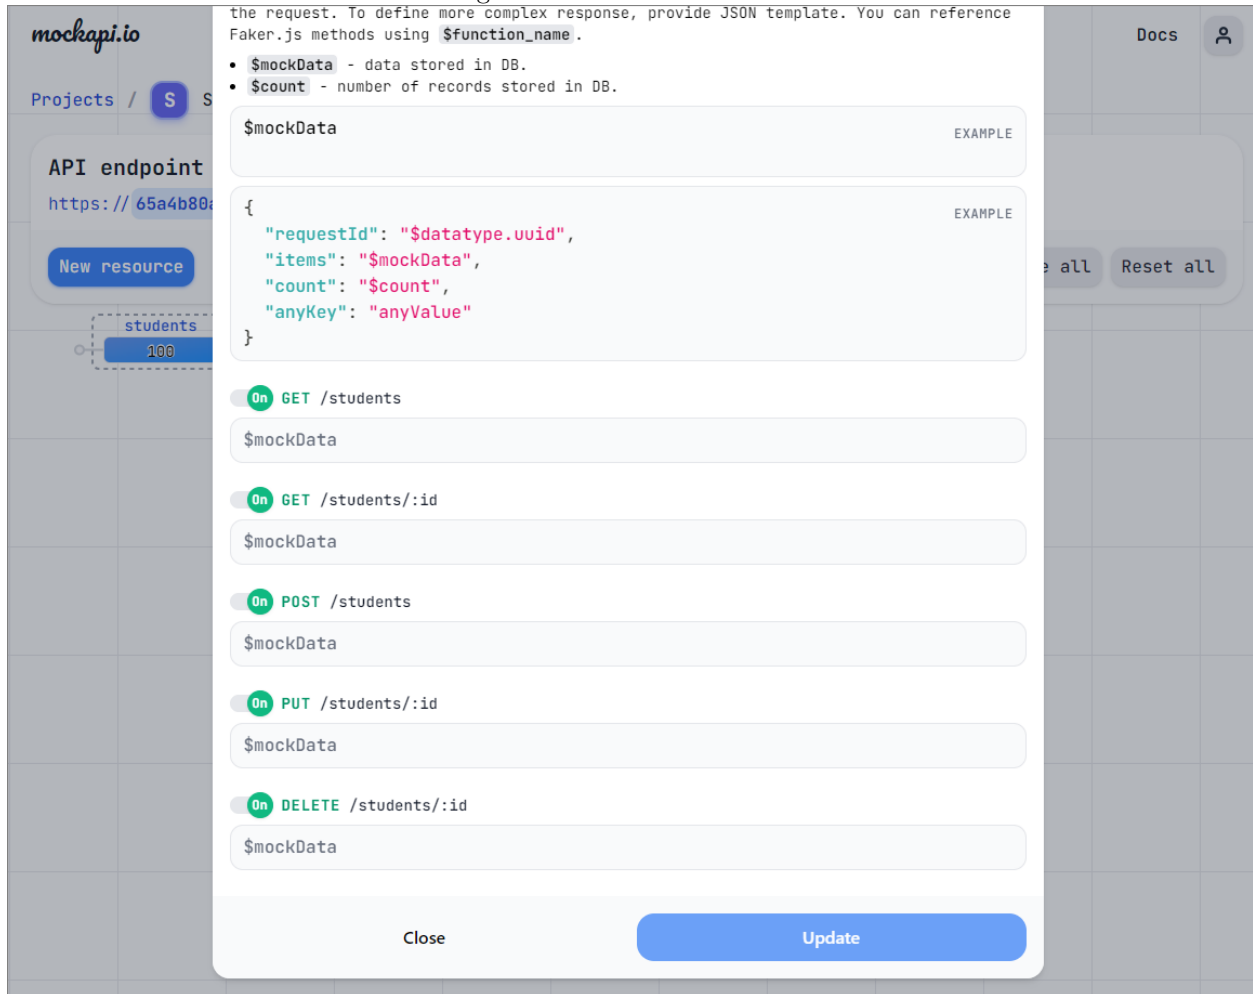 the request. To define more complex response, provide JSON template. You can reference
mockapi.io
Faker.js methods using $function_name.
Docs
$mockData - data stored in DB.
$count - number of records stored in DB.
Projects / S S
$mockData
EXAMPLE
API endpoint
https://65a4b80a
{
EXAMPLE
"requestId": "$datatype.uuid",
"items": "$mockData",
"count": "$count",
"anyKey": "anyValue"
}
New resource
all
Reset all
students
100
On GET /students
$mockData
On GET /students/:id
$mockData
On POST /students
$mockData
On PUT /students/:id
$mockData
On DELETE /students/:id
$mockData
Close
Update